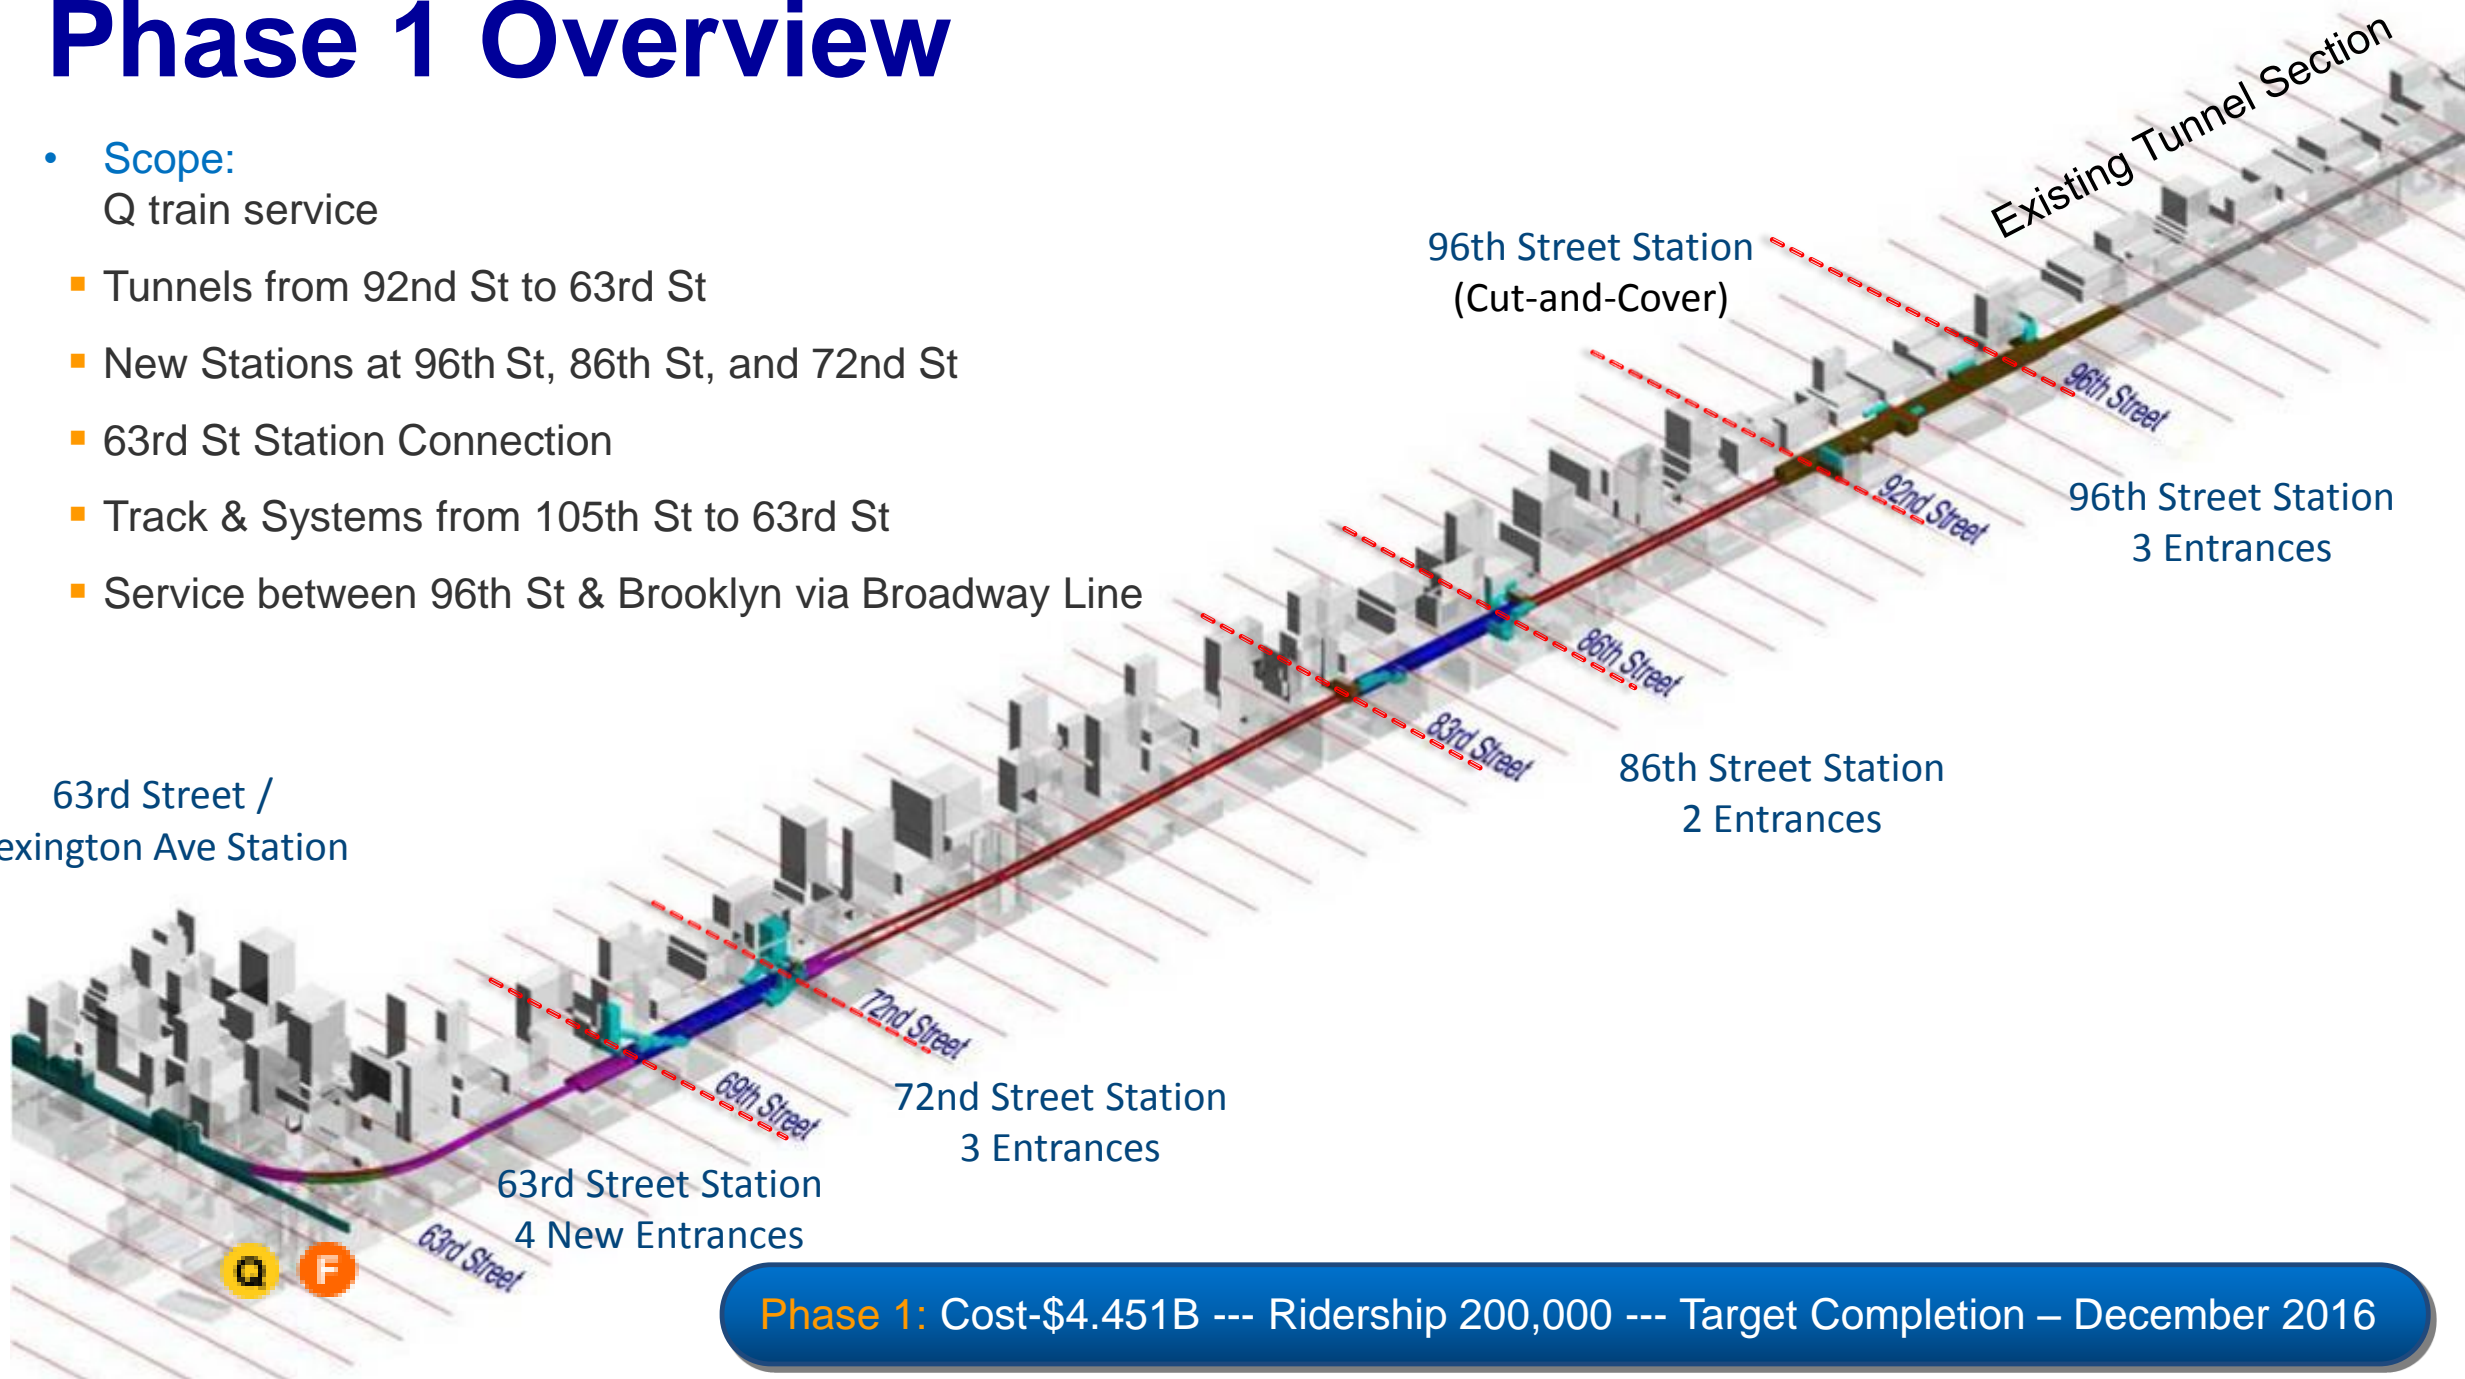 Phase 1 Overview
• Scope:
Q train service
▪ Tunnels from 92nd St to 63rd St
▪ New Stations at 96th St, 86th St, and 72nd St
▪ 63rd St Station Connection
▪ Track & Systems from 105th St to 63rd St
▪ Service between 96th St & Brooklyn via Broadway Line
Existing Tunnel Section
96th Street Station
(Cut-and-Cover)
96th Street
92nd Street
96th Street Station
3 Entrances
86th Street
83rd Street
86th Street Station
2 Entrances
63rd Street /
exington Ave Station
72nd Street
69th Street
72nd Street Station
3 Entrances
63rd Street Station
4 New Entrances
63rd Street
Q F
Phase 1: Cost-$4.451B --- Ridership 200,000 --- Target Completion – December 2016